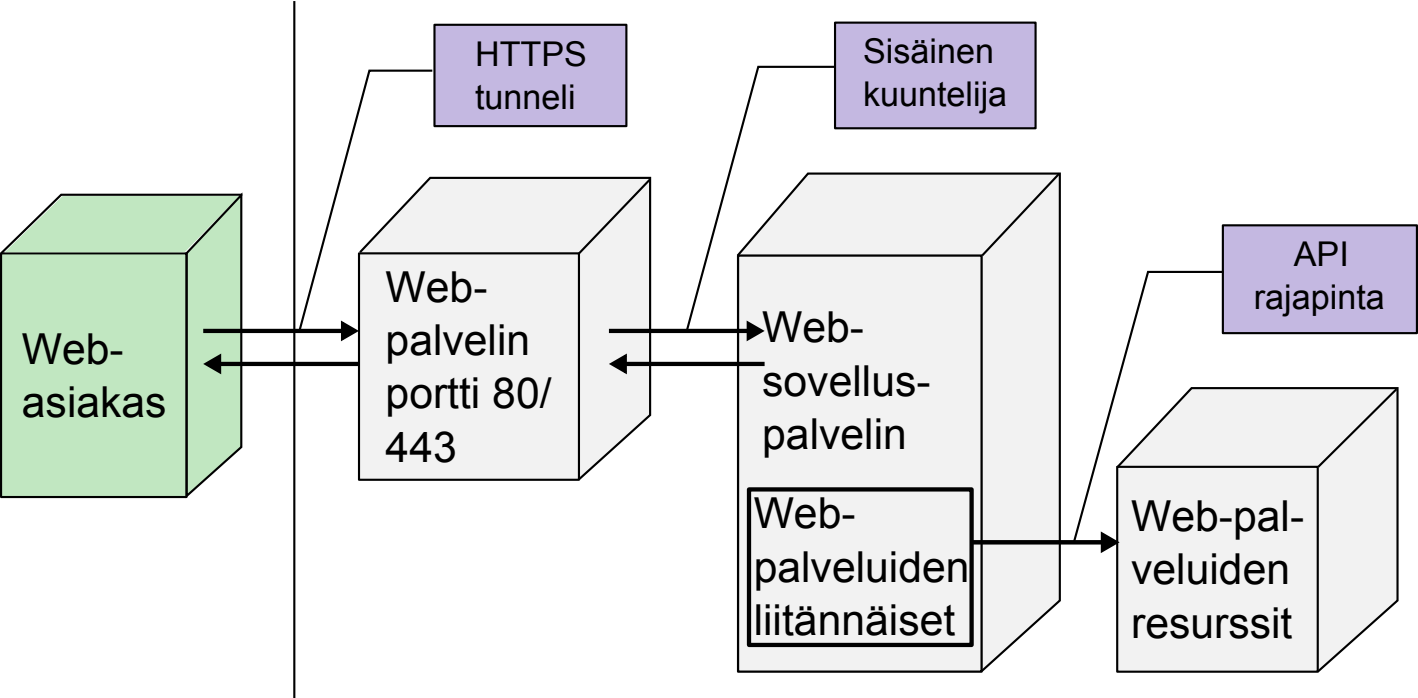 HTTPS
tunneli
Sisäinen
kuuntelija
API
rajapinta
Web-
asiakas
Web-
palvelin
portti 80/
443
Web-
sovellus-
palvelin
Web-
palveluiden
liitännäiset
Web-pal-
veluiden
resurssit